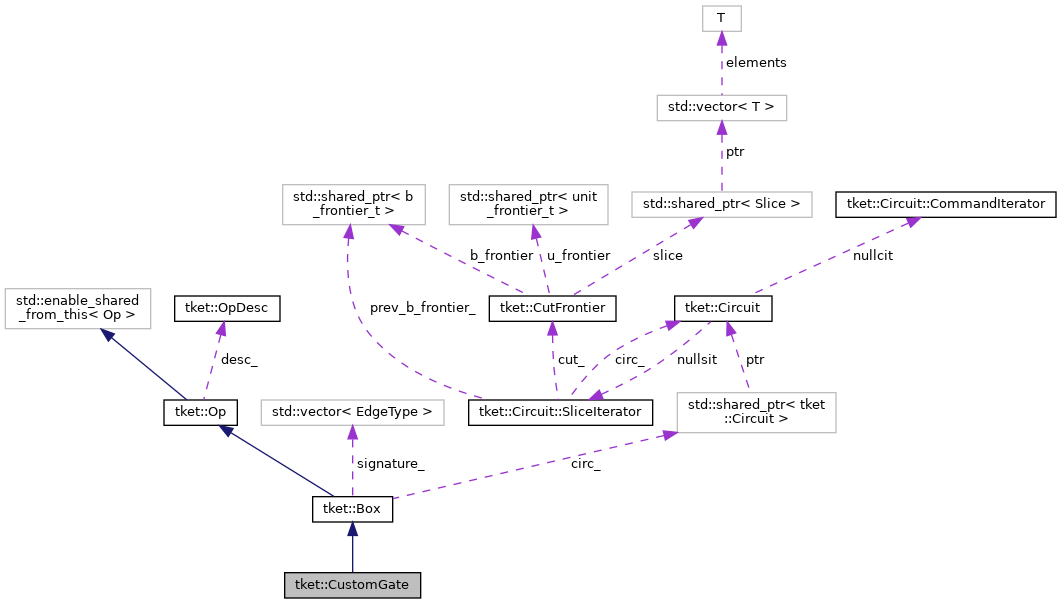 T
elements
std::vector< T >
ptr
std::shared_ptr< b
_frontier_t >
std::shared_ptr< unit
_frontier_t >
std::shared_ptr< Slice >
tket::Circuit::CommandIterator
b_frontier
u_frontier
slice
nullcit
std::enable_shared
_from_this< Op >
tket::OpDesc
prev_b_frontier_
tket::CutFrontier
tket::Circuit
desc_
cut_
circ_
nullsit
ptr
tket::Op
std::vector< EdgeType >
tket::Circuit::SliceIterator
std::shared_ptr< tket
::Circuit >
signature_
circ_
tket::Box
tket::CustomGate